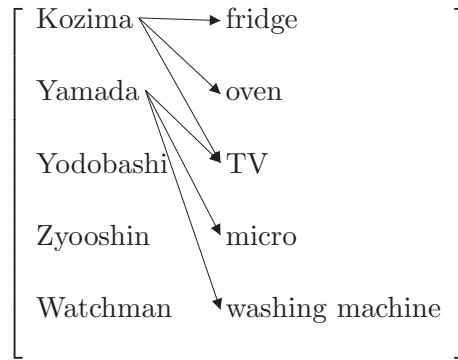 Kozima fridge
Yamada oven
Yodobashi TV
Zyooshin micro
Watchman washing machine